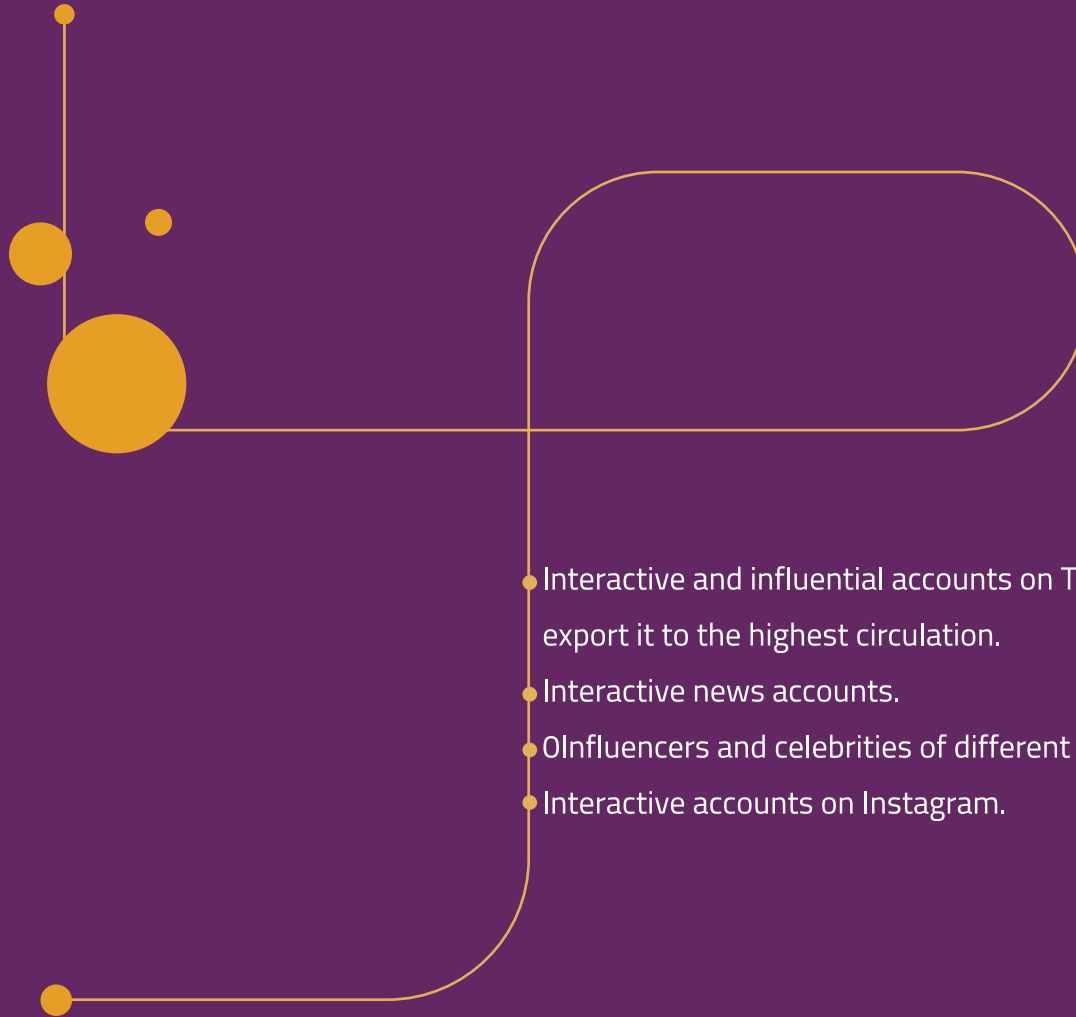 Interactive and influential accounts on T
export it to the highest circulation.
Interactive news accounts.
0Influencers and celebrities of different
Interactive accounts on Instagram.